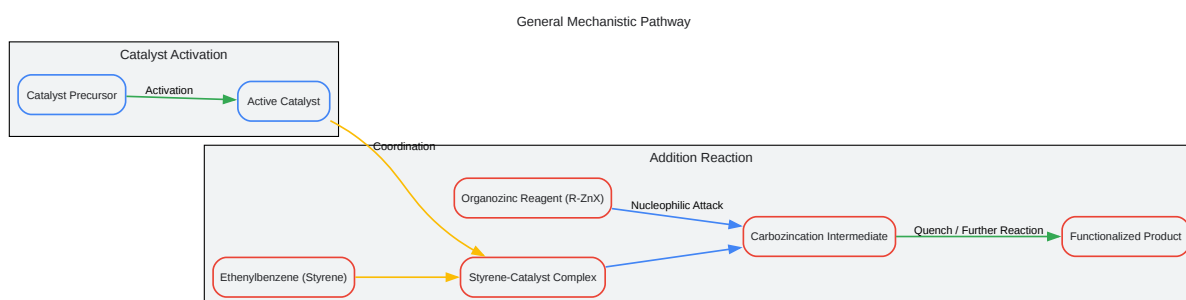 General Mechanistic Pathway
Catalyst Activation
Catalyst Precursor
Activation
Active Catalyst
Coordination
Addition Reaction
Organozinc Reagent (R-ZnX)
Nucleophilic Attack
Carbozincation Intermediate
Quench / Further Reaction
Functionalized Product
Ethenylbenzene (Styrene)
Styrene-Catalyst Complex